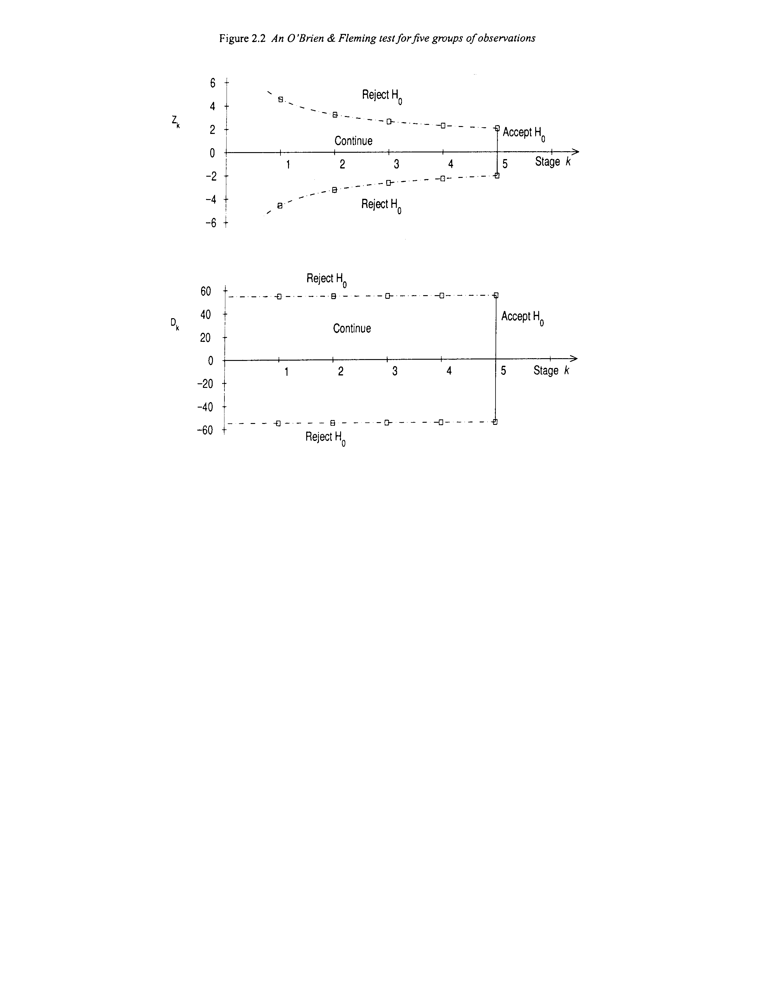 Figure 2.2 An O'Brien & Fleming test for five groups of observations
6
Reject H0
4
Zk
2
Accept H0
Continue
0
1 2 3 4 5 Stage k
-2
-4
Reject H0
-6
Reject H0
60
40
Accept H0
Dk
Continue
20
0
1 2 3 4 5 Stage k
-20
-40
-60
Reject H0